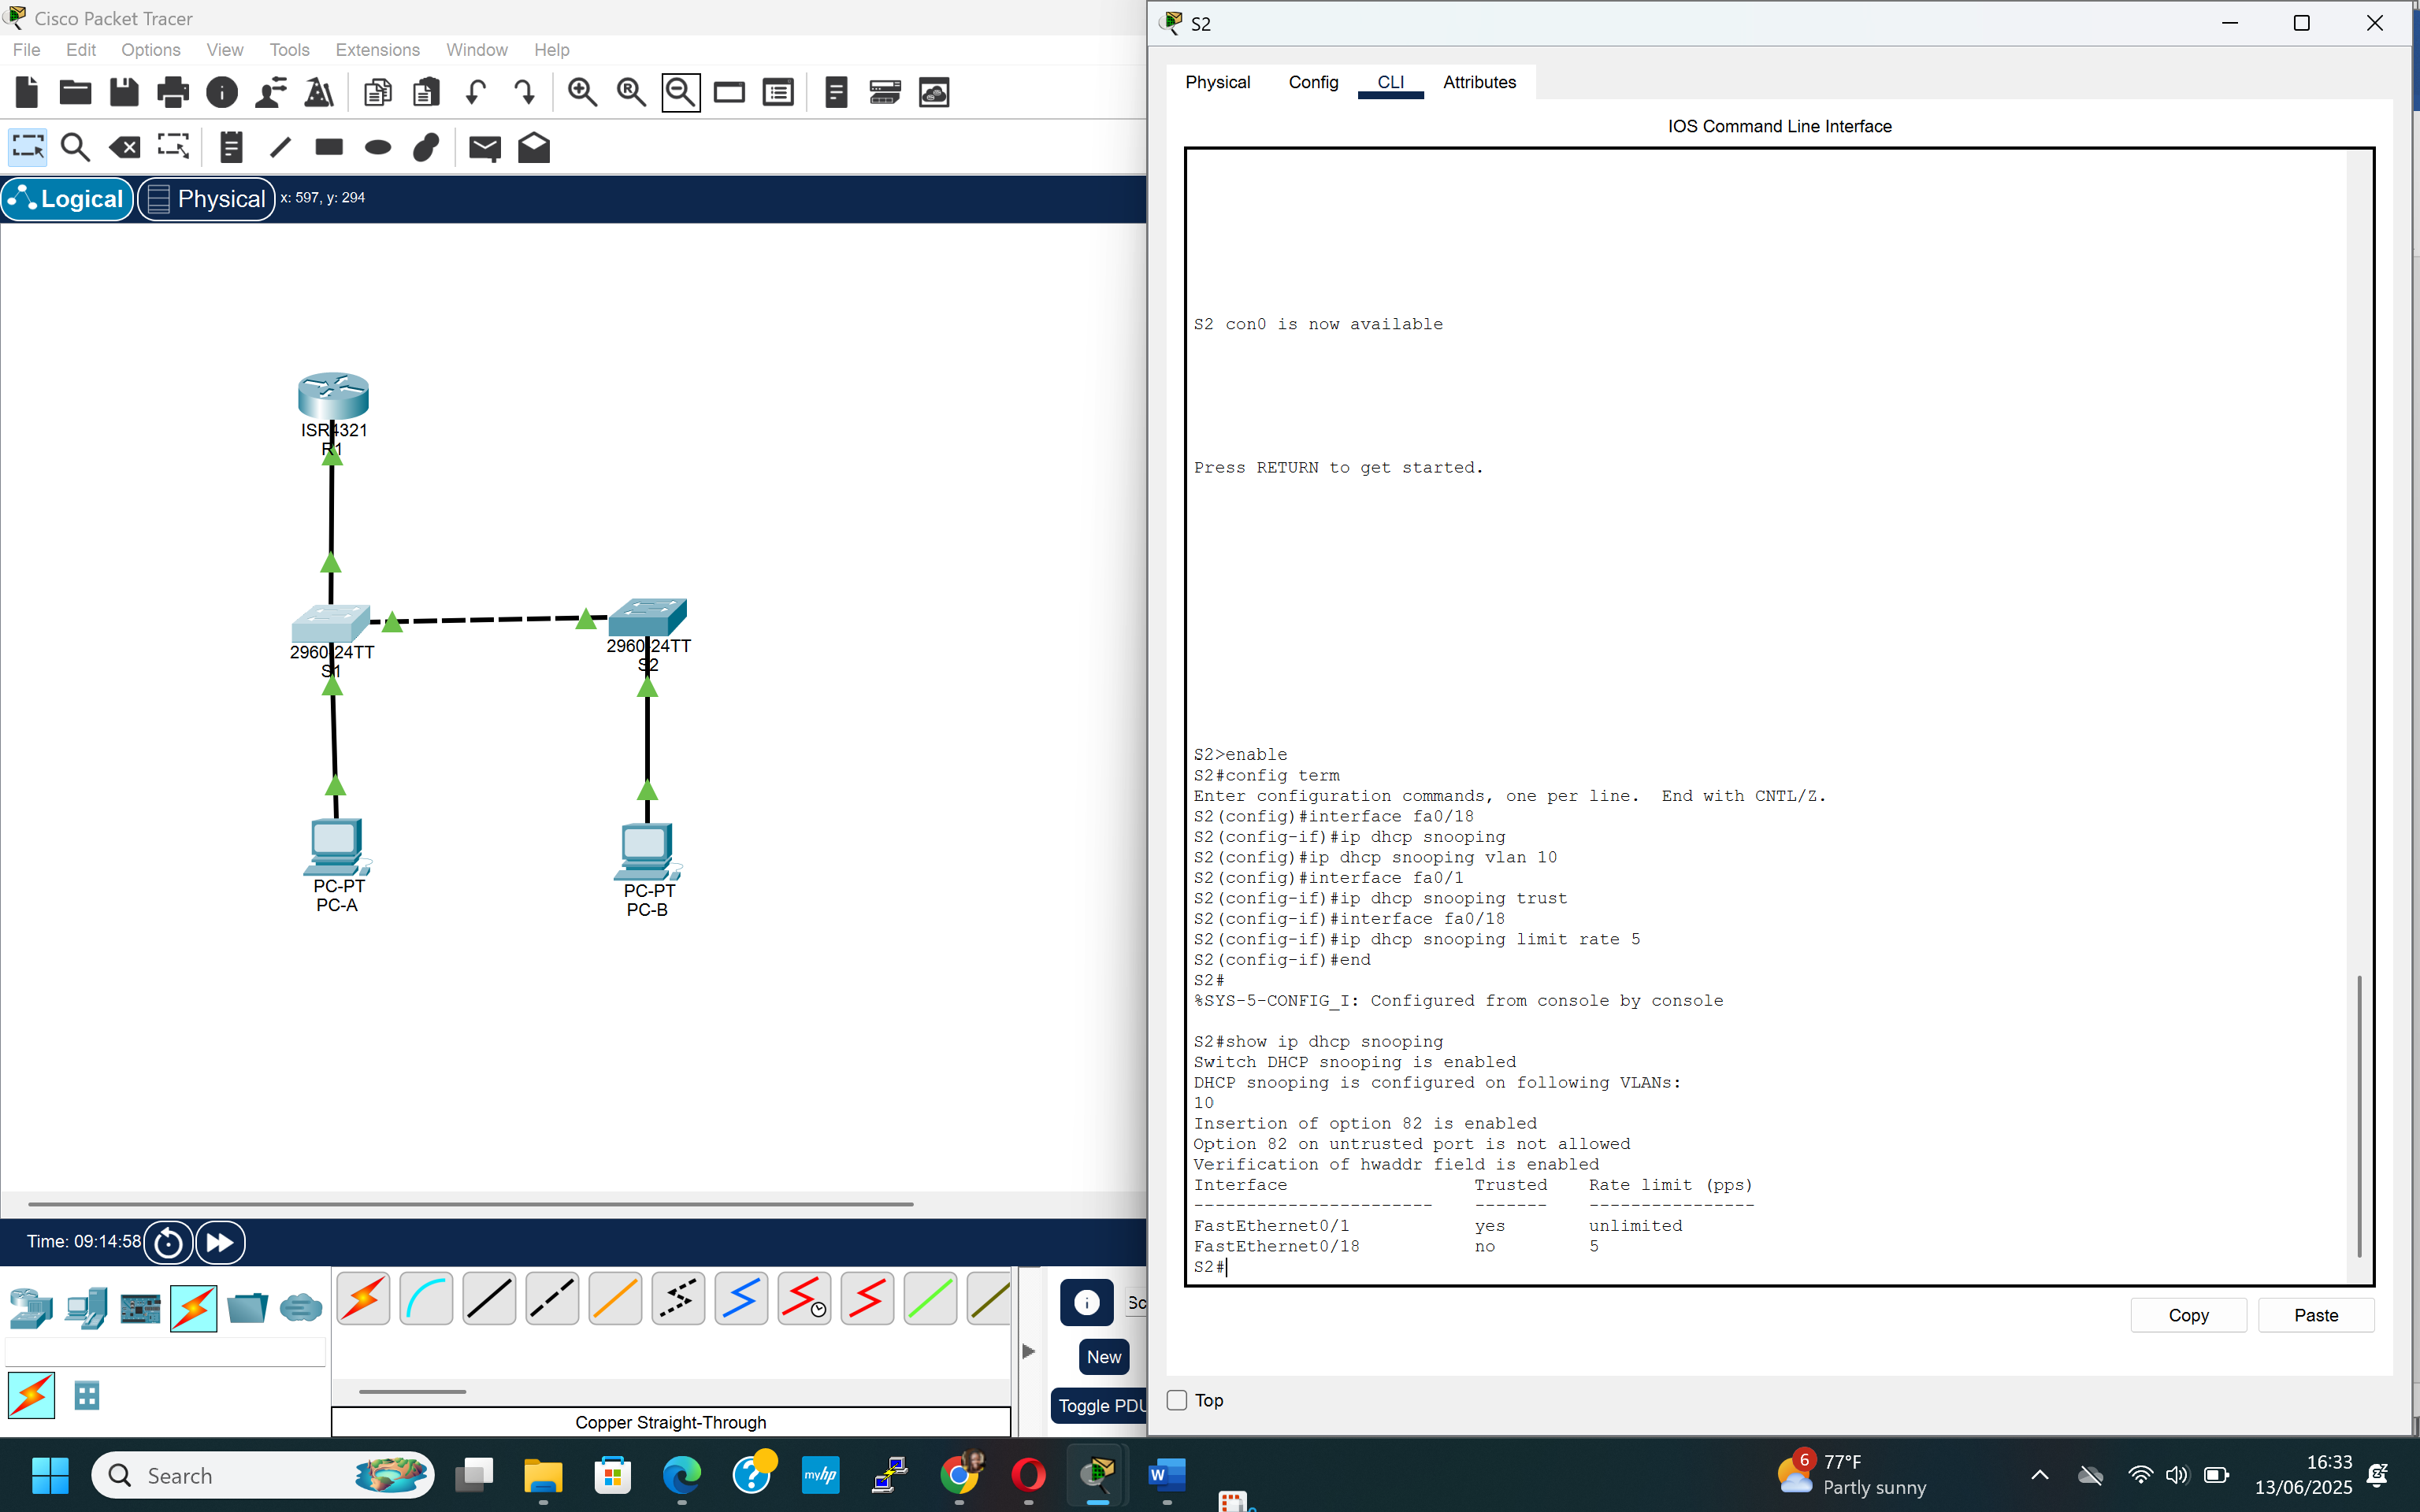 Cisco Packet Tracer
File Edit Options View Tools Extensions Window Help
Logical Physical x: 597, y: 294
ISR4321
R1
2960-24TT
S1
2960-24TT
S2
PC-PT
PC-A
PC-PT
PC-B
Time: 09:14:58
New
Toggle PDU
Copper Straight-Through
S2
Physical Config CLI Attributes
IOS Command Line Interface
S2 con0 is now available
Press RETURN to get started.
S2>enable
S2#config term
Enter configuration commands, one per line.  End with CNTL/Z.
S2(config)#interface fa0/18
S2(config-if)#ip dhcp snooping
S2(config)#ip dhcp snooping vlan 10
S2(config)#interface fa0/1
S2(config-if)#ip dhcp snooping trust
S2(config-if)#interface fa0/18
S2(config-if)#ip dhcp snooping limit rate 5
S2(config-if)#end
S2#
%SYS-5-CONFIG_I: Configured from console by console
S2#show ip dhcp snooping
Switch DHCP snooping is enabled
DHCP snooping is configured on following VLANs:
10
Insertion of option 82 is enabled
Option 82 on untrusted port is not allowed
Verification of hwaddr field is enabled
Interface Trusted Rate limit (pps)
----------------------- ------- ----------------
FastEthernet0/1 yes unlimited
FastEthernet0/18 no 5
S2#
Copy Paste
Top
Search
myhp
6
77°F
Partly sunny
16:33
13/06/2025